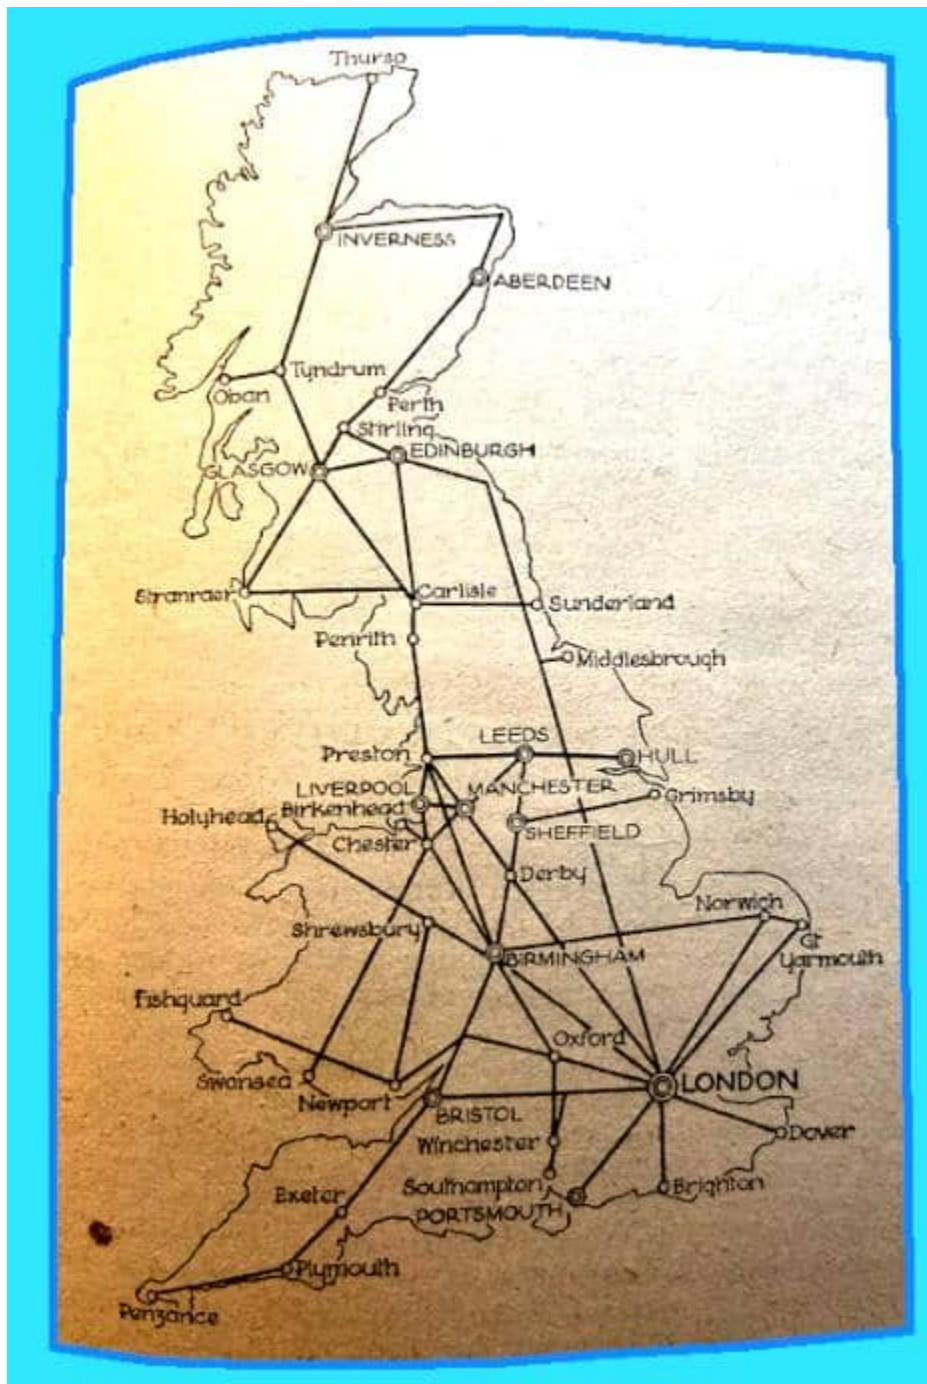 Thurso
INVERNESS
ABERDEEN
Tyndrum
Oban
Perth
Stirling
EDINBURGH
GLASGOW
Stranraer
Carlisle
Sunderland
Penrith
Middlesbrough
LEEDS
Preston
HULL
LIVERPOOL
MANCHESTER
Birkenhead
Grimsby
Holyhead
SHEFFIELD
Chester
Derby
Norwich
Shrewsbury
Gt
Yarmouth
BIRMINGHAM
Fishguard
Oxford
Swansea
LONDON
Newport
BRISTOL
Dover
Winchester
Southampton
Brighton
Exeter
PORTSMOUTH
Plymouth
Penzance